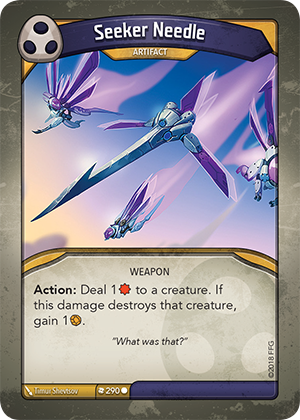 Seeker Needle
ARTIFACT
WEAPON
Action: Deal 1 to a creature. If
this damage destroys that creature,
gain 1.
"What was that?"
Timur Shevtsov
290
©2018 FFG